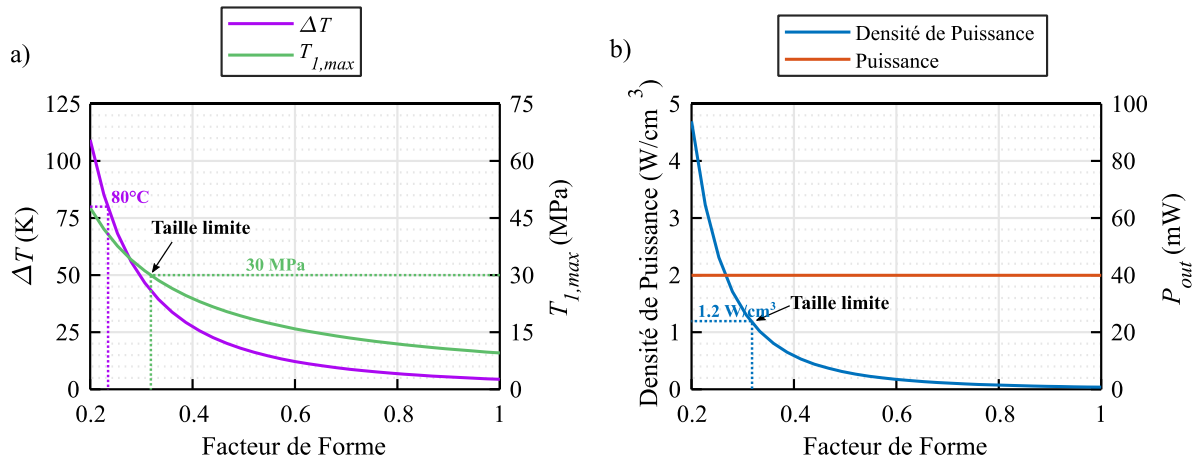 a)
ΔT
T1,max
125
100
75
50
25
0
ΔT (K)
75
60
45
30
15
0
T1,max (MPa)
80°C
Taille limite
30 MPa
0.2 0.4 0.6 0.8 1
Facteur de Forme
b)
Densité de Puissance
Puissance
5
4
3
2
1
0
Densité de Puissance (W/cm³)
100
80
60
40
20
0
Pout (mW)
1.2 W/cm³
Taille limite
0.2 0.4 0.6 0.8 1
Facteur de Forme